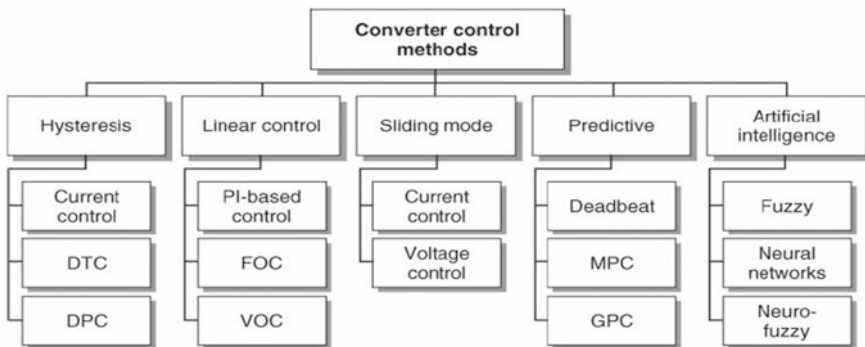 Converter control
methods
Hysteresis
Linear control
Sliding mode
Predictive
Artificial
intelligence
Current
control
DTC
DPC
PI-based
control
FOC
VOC
Current
control
Voltage
control
Deadbeat
MPC
GPC
Fuzzy
Neural
networks
Neuro-
fuzzy